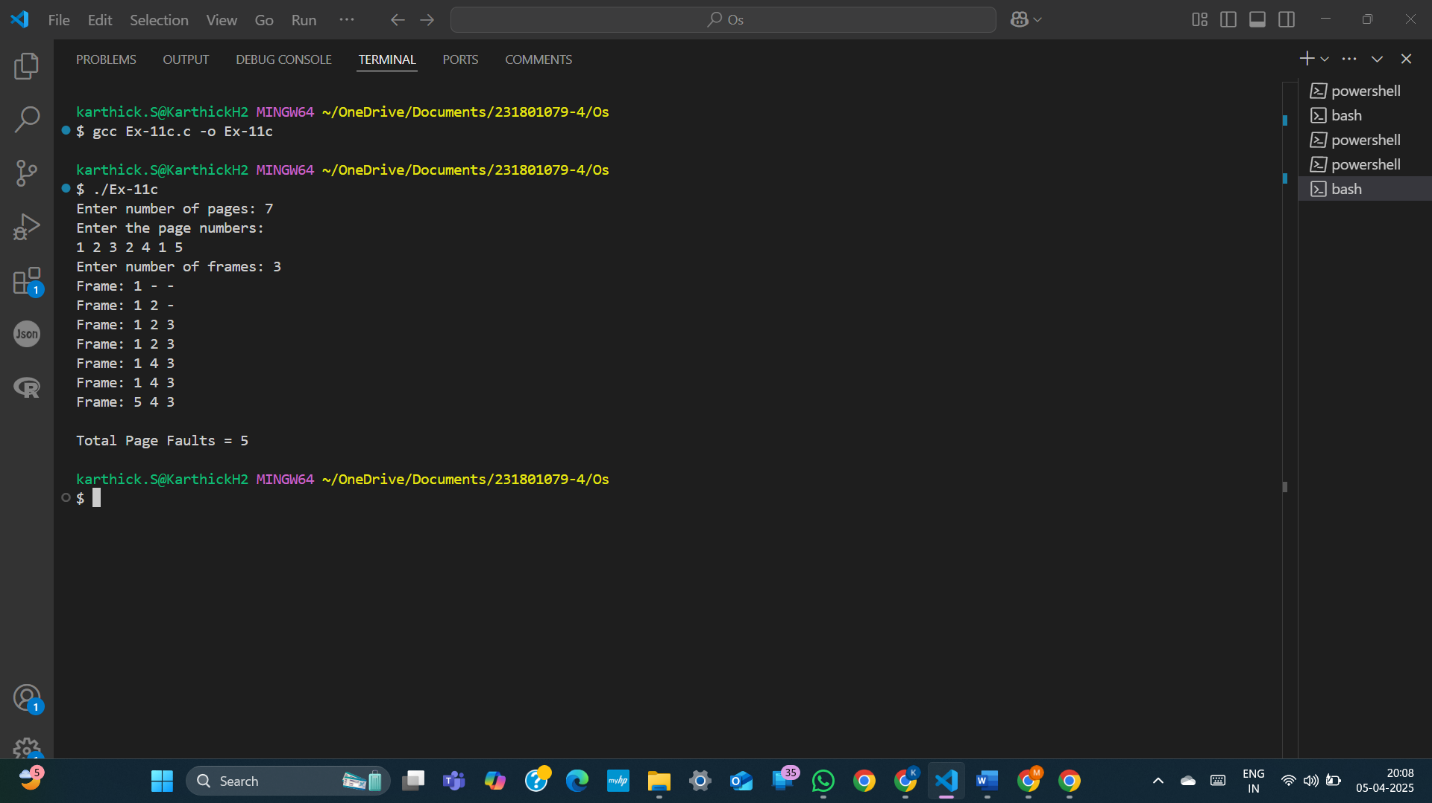 File Edit Selection View Go Run ··· Os
PROBLEMS OUTPUT DEBUG CONSOLE TERMINAL PORTS COMMENTS
powershell
bash
powershell
powershell
bash
karthick.S@KarthickH2 MINGW64 ~/OneDrive/Documents/231801079-4/Os
$ gcc Ex-11c.c -o Ex-11c
karthick.S@KarthickH2 MINGW64 ~/OneDrive/Documents/231801079-4/Os
$ ./Ex-11c
Enter number of pages: 7
Enter the page numbers:
1 2 3 2 4 1 5
Enter number of frames: 3
Frame: 1 - -
Frame: 1 2 -
Frame: 1 2 3
Frame: 1 2 3
Frame: 1 4 3
Frame: 1 4 3
Frame: 5 4 3
Total Page Faults = 5
karthick.S@KarthickH2 MINGW64 ~/OneDrive/Documents/231801079-4/Os
$
1
Json
R
1
5 Search T myhp 35 K W M ENG 20:08
IN 05-04-2025